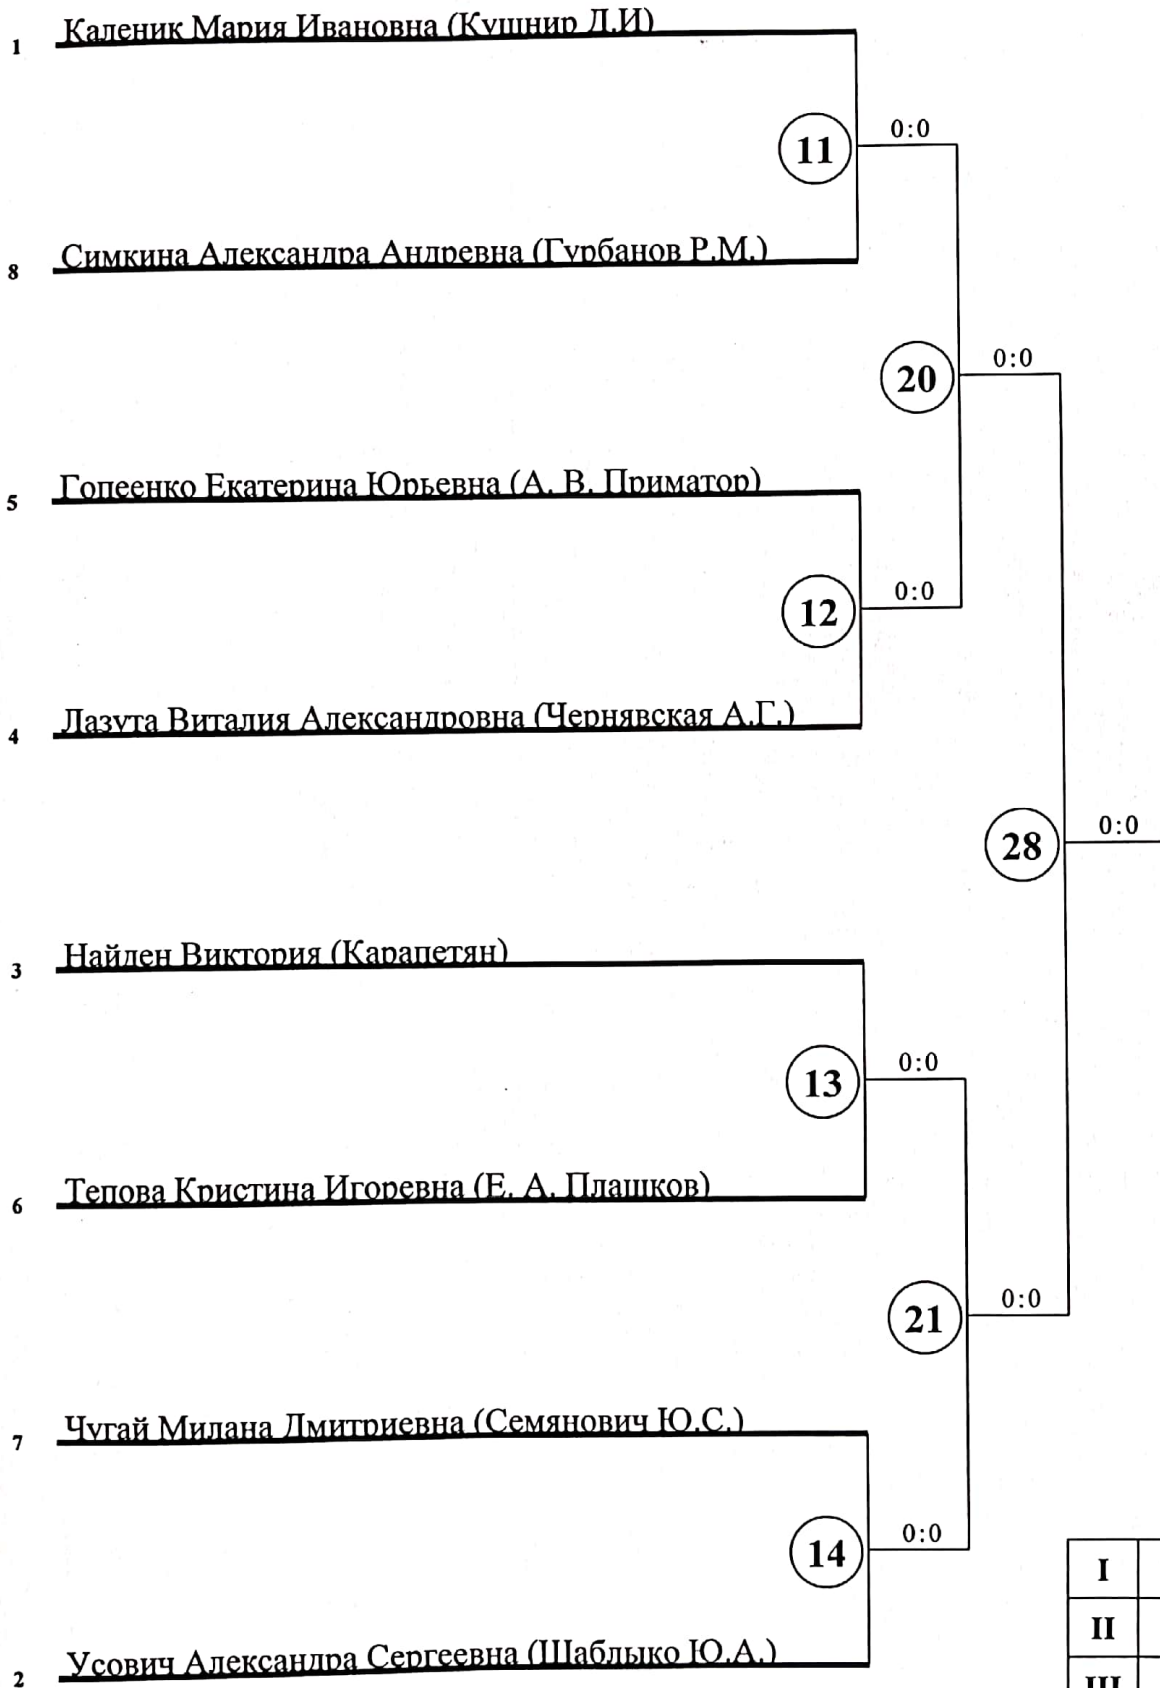 1 Каленик Мария Ивановна (Кушнир Д.И)
11 0:0
8 Симкина Александра Андревна (Гурбанов Р.М.)
20 0:0
5 Гопеенко Екатерина Юрьевна (А. В. Приматор)
12 0:0
4 Лазута Виталия Александровна (Чернявская А.Г.)
28 0:0
3 Найден Виктория (Карапетян)
13 0:0
6 Тепова Кристина Игоревна (Е. А. Плашков)
21 0:0
7 Чугай Милана Дмитриевна (Семянович Ю.С.)
14 0:0
I
II
2 Усович Александра Сергеевна (Шаблыко Ю.А.)
III